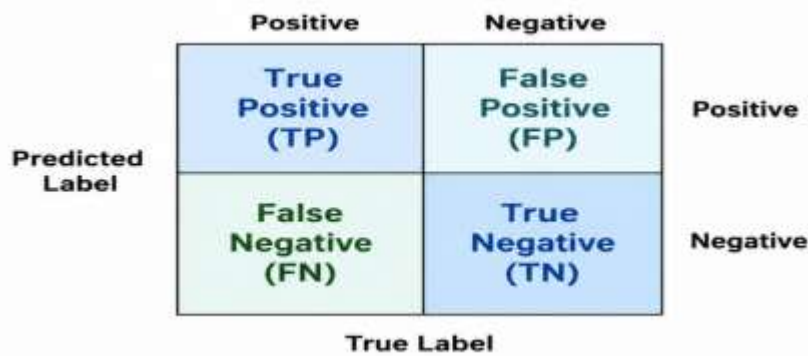 Positive Negative
True
Positive
(TP)
False
Positive
(FP)
Positive
Predicted
Label
False
Negative
(FN)
True
Negative
(TN)
Negative
True Label